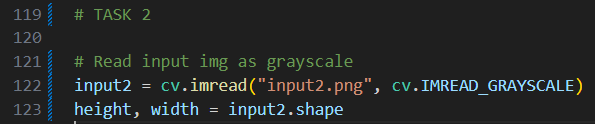 119 # TASK 2
120
121 # Read input img as grayscale
122 input2 = cv.imread("input2.png", cv.IMREAD_GRAYSCALE)
123 height, width = input2.shape